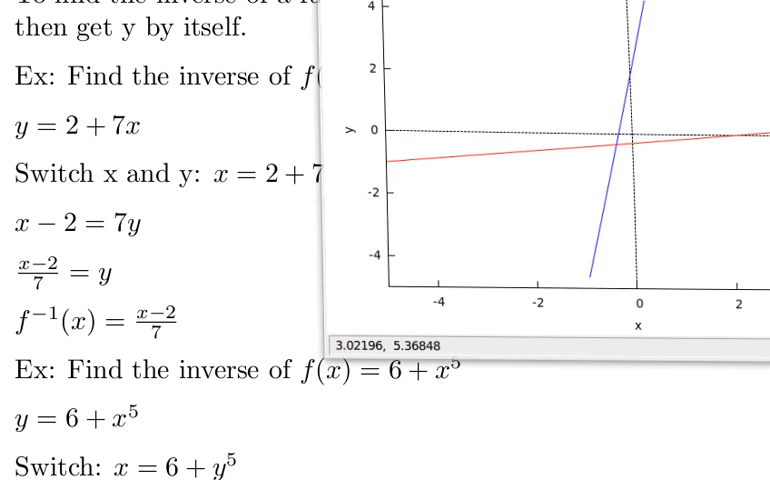 then get y by itself.
Ex: Find the inverse of f(
y = 2 + 7x
Switch x and y: x = 2 + 7
x − 2 = 7y
\frac{x−2}{7} = y
f^{−1}(x) = \frac{x−2}{7}
Ex: Find the inverse of f(x) = 6 + x^5
y = 6 + x^5
Switch: x = 6 + y^5
4
2
0
-2
-4
y
-4 -2 0 2
x
3.02196, 5.36848